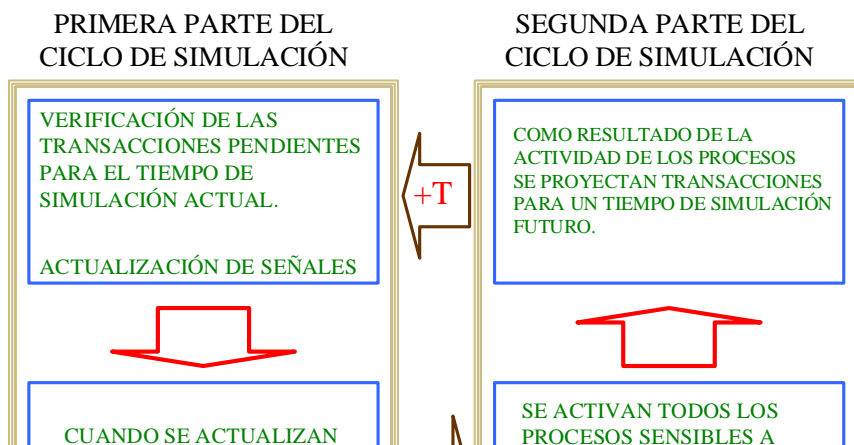 PRIMERA PARTE DEL
CICLO DE SIMULACIÓN
VERIFICACIÓN DE LAS
TRANSACCIONES PENDIENTES
PARA EL TIEMPO DE
SIMULACIÓN ACTUAL.
ACTUALIZACIÓN DE SEÑALES
CUANDO SE ACTUALIZAN
+T
SEGUNDA PARTE DEL
CICLO DE SIMULACIÓN
COMO RESULTADO DE LA
ACTIVIDAD DE LOS PROCESOS
SE PROYECTAN TRANSACCIONES
PARA UN TIEMPO DE SIMULACIÓN
FUTURO.
SE ACTIVAN TODOS LOS
PROCESOS SENSIBLES A